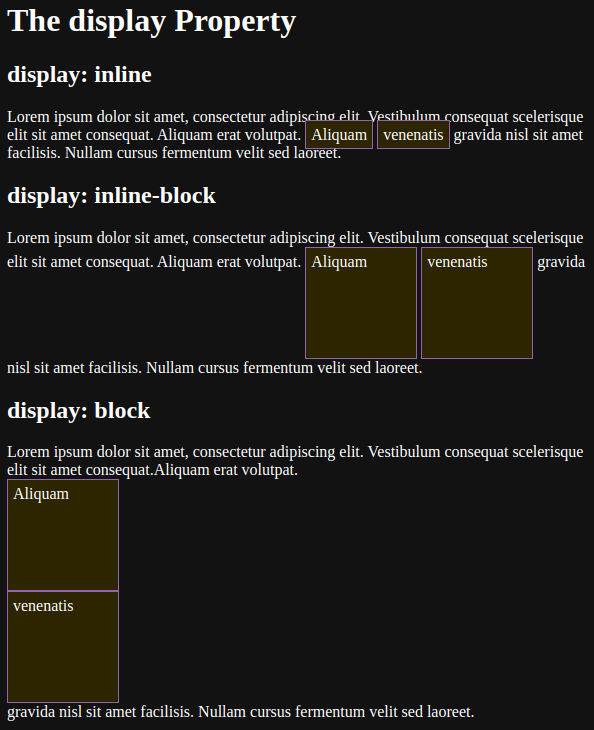 The display Property
display: inline
Lorem ipsum dolor sit amet, consectetur adipiscing elit. Vestibulum consequat scelerisque
elit sit amet consequat. Aliquam erat volutpat. Aliquam venenatis gravida nisl sit amet
facilisis. Nullam cursus fermentum velit sed laoreet.
display: inline-block
Lorem ipsum dolor sit amet, consectetur adipiscing elit. Vestibulum consequat scelerisque
elit sit amet consequat. Aliquam erat volutpat. Aliquam venenatis gravida
nisl sit amet facilisis. Nullam cursus fermentum velit sed laoreet.
display: block
Lorem ipsum dolor sit amet, consectetur adipiscing elit. Vestibulum consequat scelerisque
elit sit amet consequat.Aliquam erat volutpat.
Aliquam
venenatis
gravida nisl sit amet facilisis. Nullam cursus fermentum velit sed laoreet.